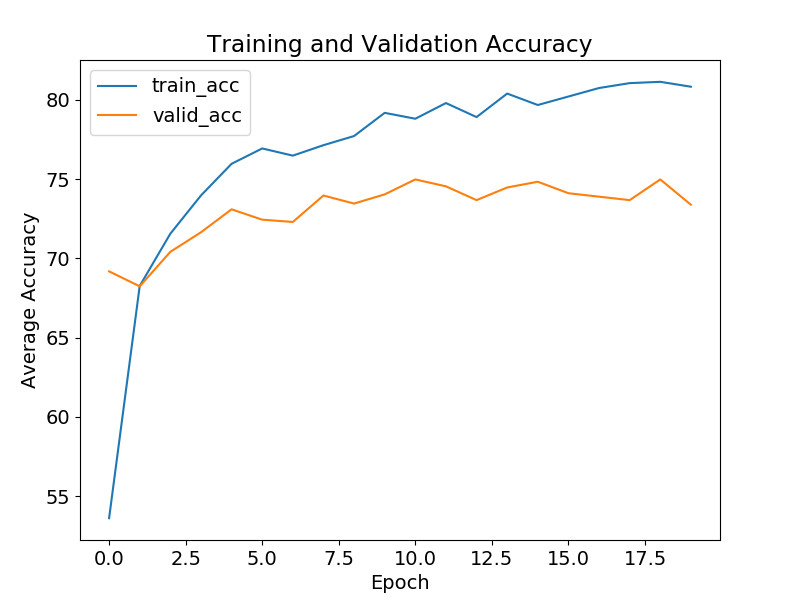 Training and Validation Accuracy
train_acc
valid_acc
80
75
70
65
60
55
Average Accuracy
0.0 2.5 5.0 7.5 10.0 12.5 15.0 17.5
Epoch